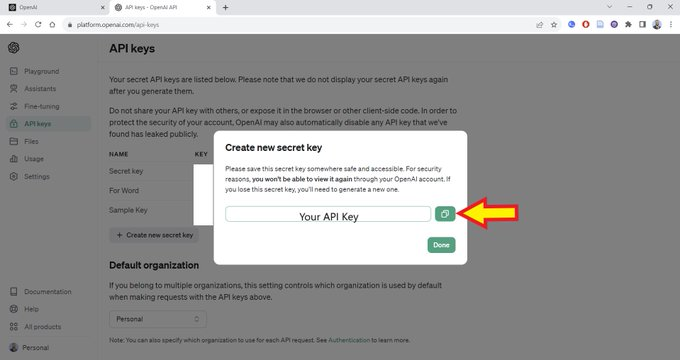 OpenAI
API keys - OpenAI API
platform.openai.com/api-keys
Playground
Assistants
Fine-tuning
API keys
Files
Usage
Settings
Documentation
Help
All products
Personal
API keys
Your secret API keys are listed below. Please note that we do not display your secret API keys again
after you generate them.
Do not share your API key with others, or expose it in the browser or other client-side code. In order to
protect the security of your account, OpenAI may also automatically disable any API key that we've
found has leaked publicly.
NAME KEY
Secret key
For Word
Sample Key
+ Create new secret key
Create new secret key
Please save this secret key somewhere safe and accessible. For security
reasons, you won't be able to view it again through your OpenAI account. If
you lose this secret key, you'll need to generate a new one.
Your API Key
Done
Default organization
If you belong to multiple organizations, this setting controls which organization is used by default
when making requests with the API keys above.
Personal
Note: You can also specify which organization to use for each API request. See Authentication to learn more.